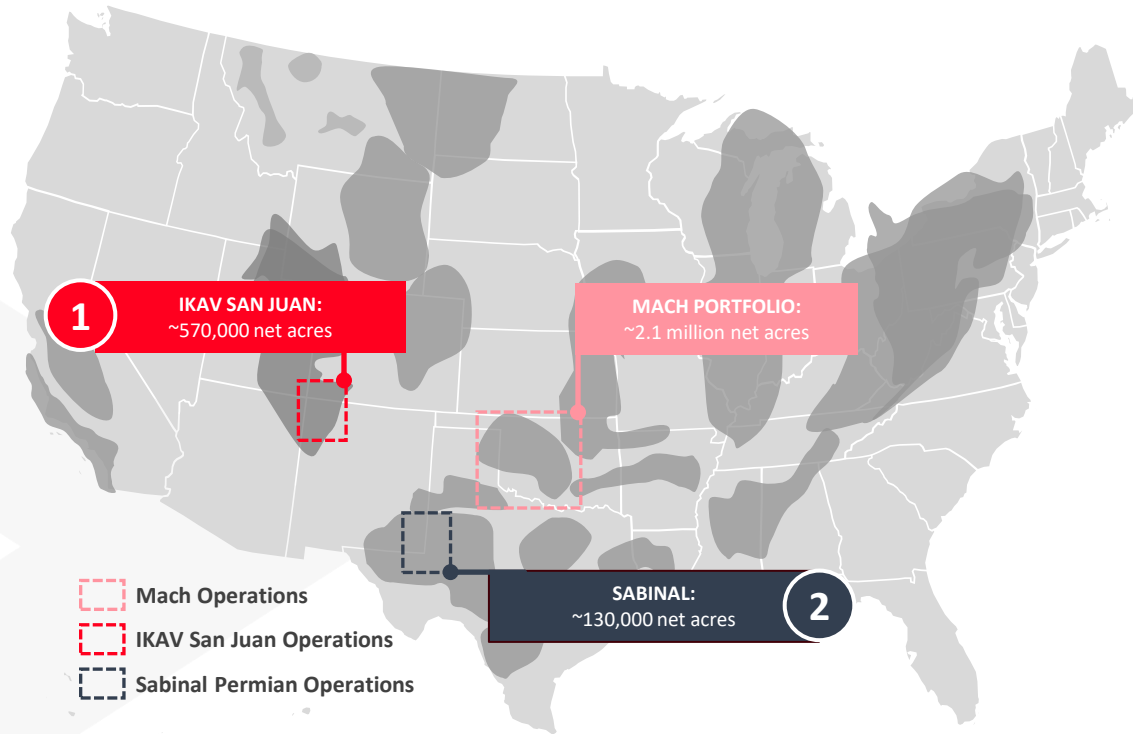 1
IKAV SAN JUAN:
~570,000 net acres
MACH PORTFOLIO:
~2.1 million net acres
SABINAL:
~130,000 net acres
2
Mach Operations
IKAV San Juan Operations
Sabinal Permian Operations